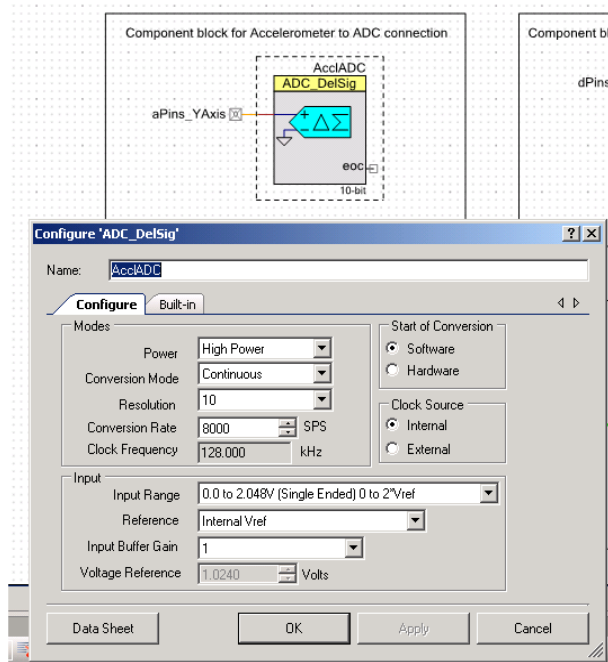 Component block for Accelerometer to ADC connection
Component bl
AcclADC
ADC_DelSig
aPins_YAxis
dPins
+
ΔΣ
-
eoc
10-bit
Configure 'ADC_DelSig'
Name: AcclADC
Configure Built-in
Modes
Power High Power
Conversion Mode Continuous
Resolution 10
Conversion Rate 8000 SPS
Clock Frequency 128.000 kHz
Start of Conversion
Software
Hardware
Clock Source
Internal
External
Input
Input Range 0.0 to 2.048V (Single Ended) 0 to 2*Vref
Reference Internal Vref
Input Buffer Gain 1
Voltage Reference 1.0240 Volts
Data Sheet OK Apply Cancel